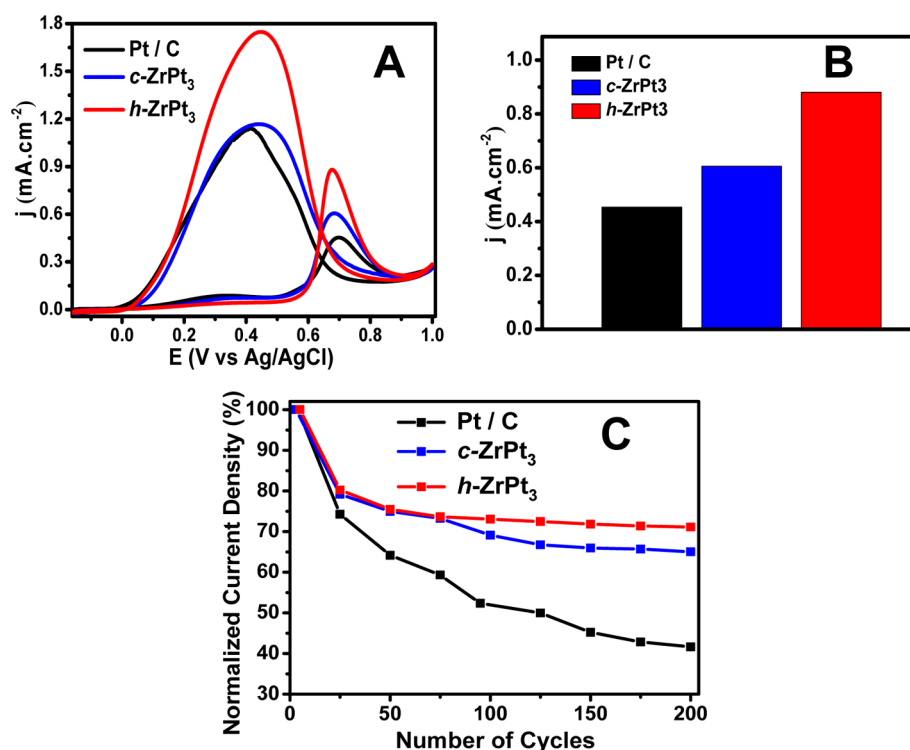 A
Pt / C
c-ZrPt₃
h-ZrPt₃
j (mA.cm⁻²)
1.8
1.5
1.2
0.9
0.6
0.3
0.0
0.0 0.2 0.4 0.6 0.8 1.0
E (V vs Ag/AgCl)
B
Pt / C
c-ZrPt3
h-ZrPt3
j (mA.cm⁻²)
1.0
0.8
0.6
0.4
0.2
0.0
C
Pt / C
c-ZrPt₃
h-ZrPt₃
Normalized Current Density (%)
100
90
80
70
60
50
40
30
0 50 100 150 200
Number of Cycles